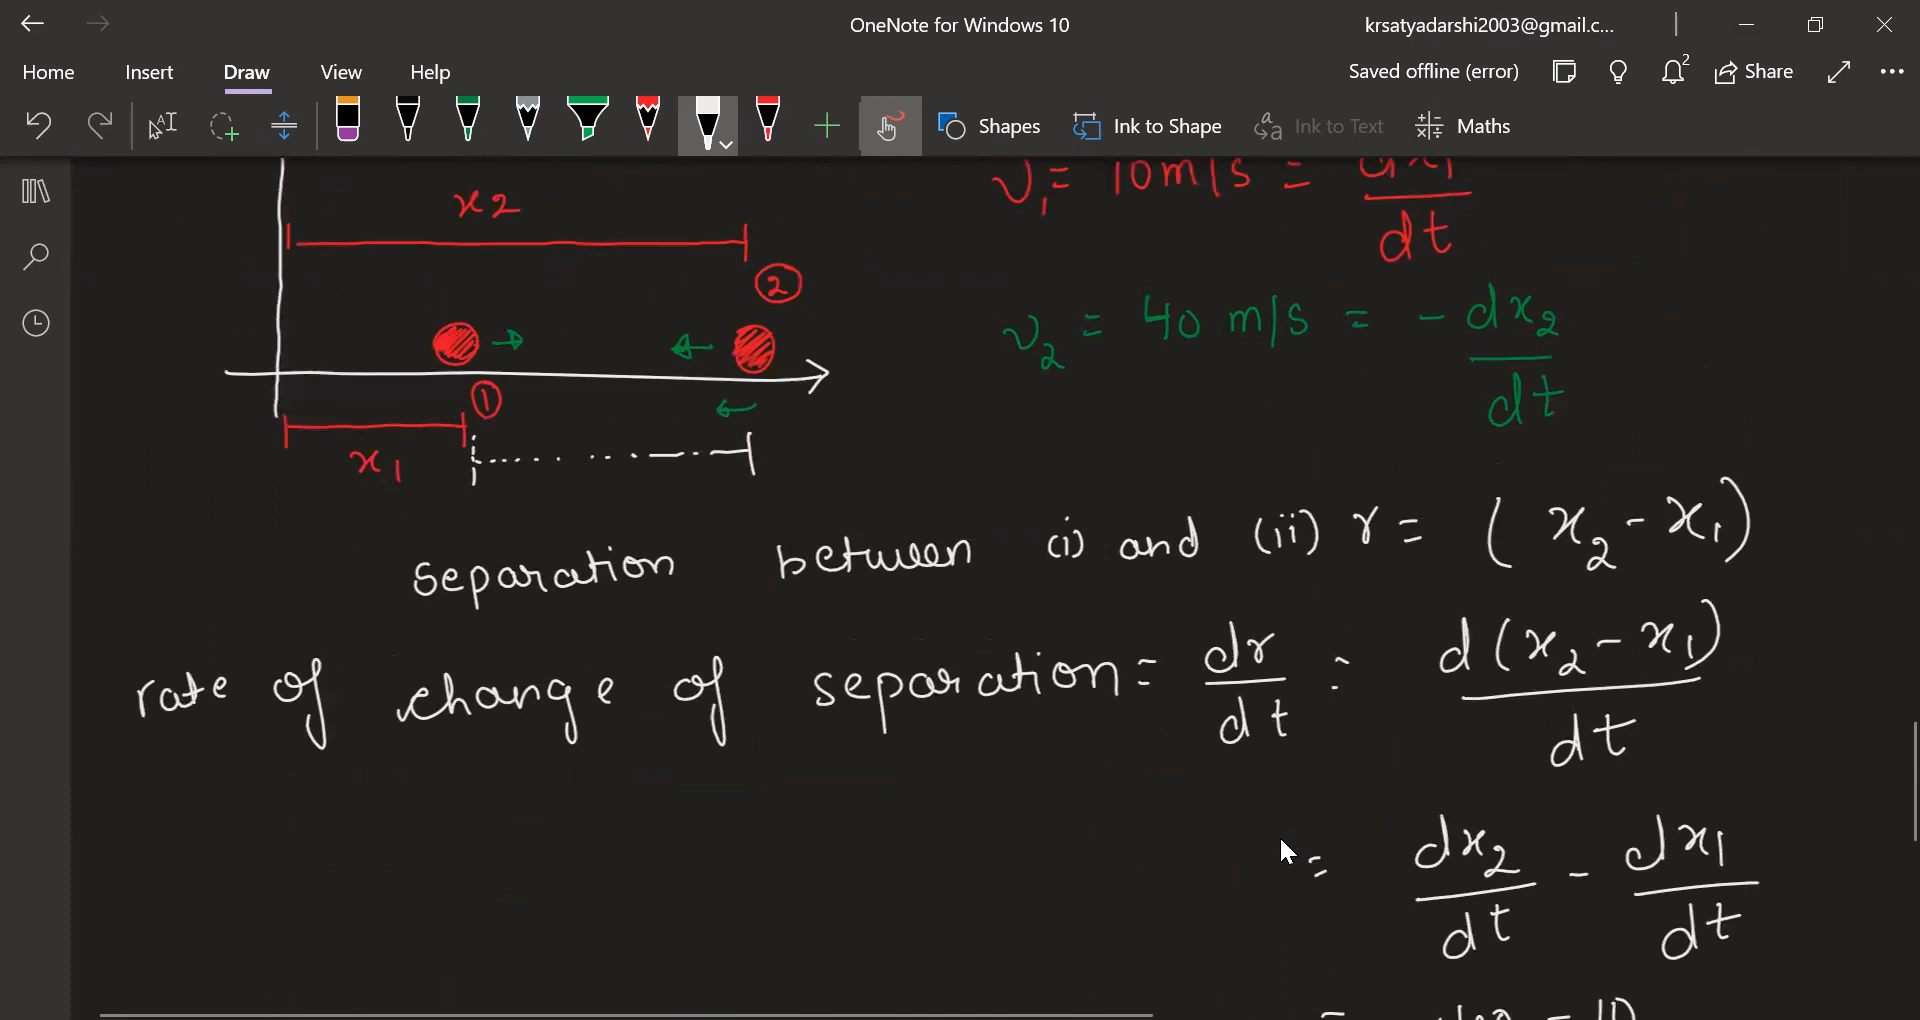 OneNote for Windows 10
krsatyadarshi2003@gmail.c...
Home Insert Draw View Help
Saved offline (error) 2 Share
Shapes Ink to Shape Ink to Text Maths
v₁ = 10 m/s = dx₁/dt
x2
2
v₂ = 40 m/s = - dx₂/dt
1
x₁
separation between (i) and (ii) r = (x₂ - x₁)
rate of change of separation = dr/dt = d(x₂ - x₁)/dt
= dx₂/dt - dx₁/dt